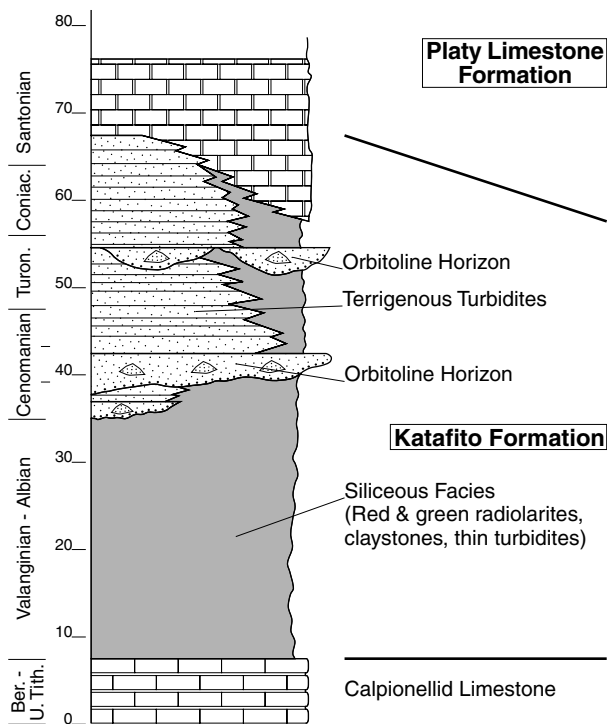 80
70
60
50
40
30
20
10
0
Santonian
Coniac.
Turon.
Cenomanian
Valanginian - Albian
Ber. -
U. Tith.
Platy Limestone
Formation
Orbitoline Horizon
Terrigenous Turbidites
Orbitoline Horizon
Katafito Formation
Siliceous Facies
(Red & green radiolarites,
claystones, thin turbidites)
Calpionellid Limestone